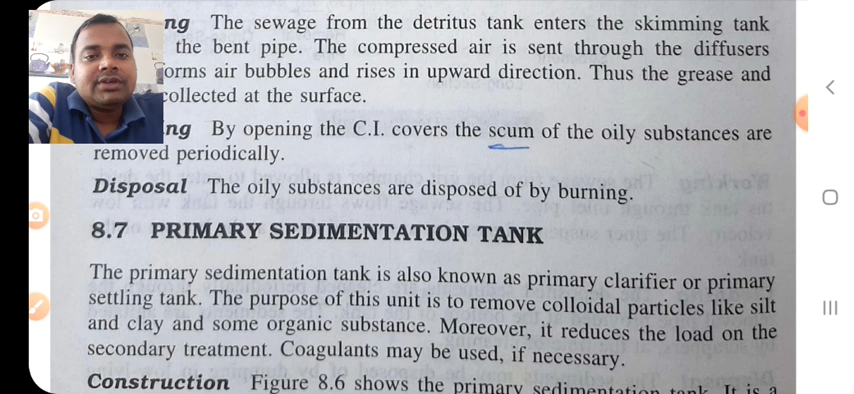 ng The sewage from the detritus tank enters the skimming tank
the bent pipe. The compressed air is sent through the diffusers
orms air bubbles and rises in upward direction. Thus the grease and
collected at the surface.
ng By opening the C.I. covers the scum of the oily substances are
removed periodically.
Disposal The oily substances are disposed of by burning.
8.7 PRIMARY SEDIMENTATION TANK
The primary sedimentation tank is also known as primary clarifier or primary
settling tank. The purpose of this unit is to remove colloidal particles like silt
and clay and some organic substance. Moreover, it reduces the load on the
secondary treatment. Coagulants may be used, if necessary.
Construction Figure 8.6 shows the primary sedimentation tank. It is a